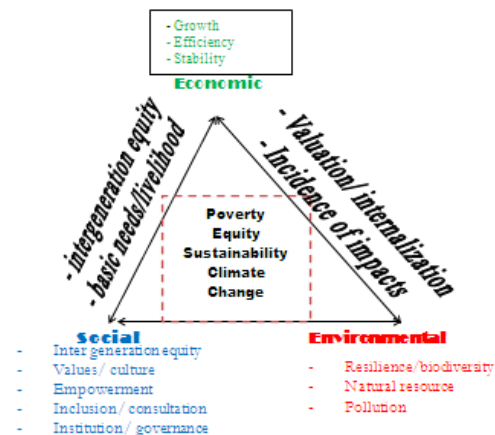 - Growth
- Efficiency
- Stability
Economic
- intergeneration equity
- basic needs/livelihood
- Valuation/ internalization
- Incidence of impacts
Poverty
Equity
Sustainability
Climate
Change
Social
- Inter generation equity
- Values/ culture
- Empowerment
- Inclusion/ consultation
- Institution/ governance
Environmental
- Resilience/biodiversity
- Natural resource
- Pollution